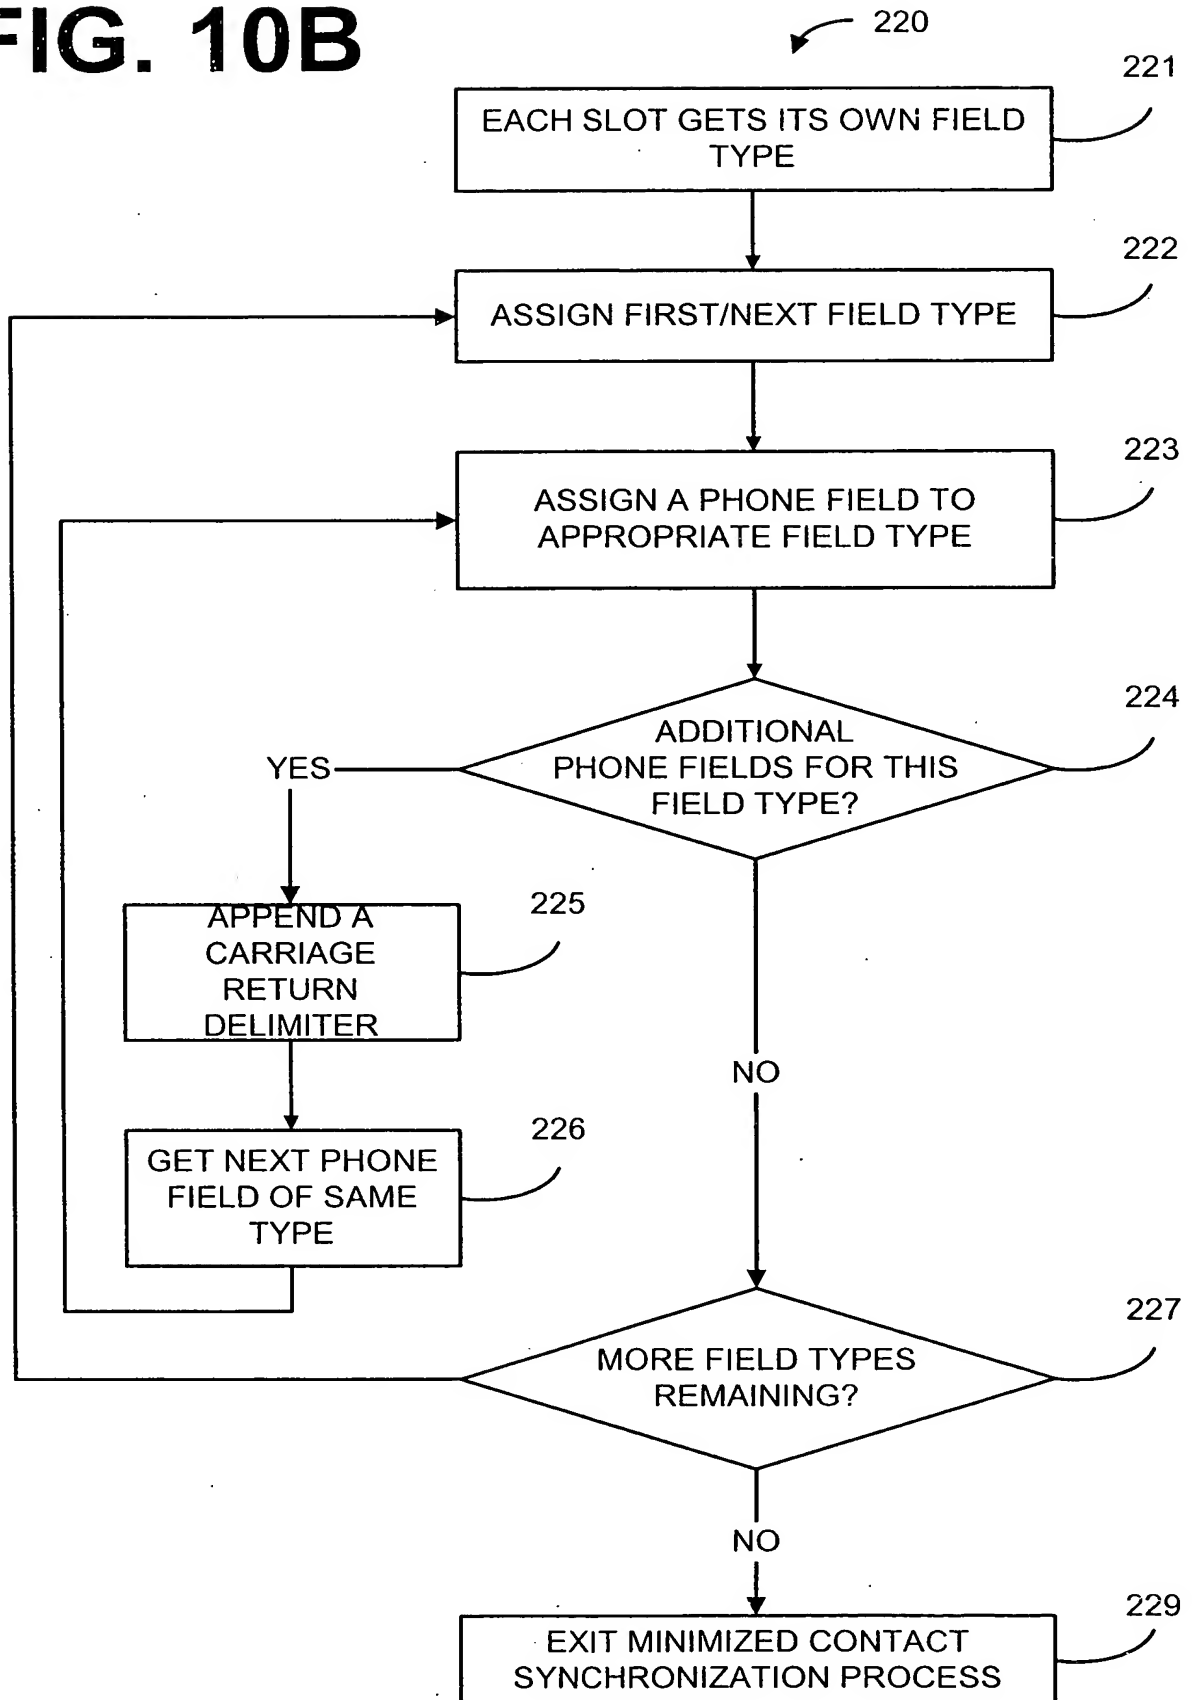 FIG. 10B
220
221
EACH SLOT GETS ITS OWN FIELD
TYPE
222
ASSIGN FIRST/NEXT FIELD TYPE
223
ASSIGN A PHONE FIELD TO
APPROPRIATE FIELD TYPE
224
ADDITIONAL
PHONE FIELDS FOR THIS
FIELD TYPE?
YES
225
APPEND A
CARRIAGE
RETURN
DELIMITER
NO
226
GET NEXT PHONE
FIELD OF SAME
TYPE
227
MORE FIELD TYPES
REMAINING?
NO
229
EXIT MINIMIZED CONTACT
SYNCHRONIZATION PROCESS